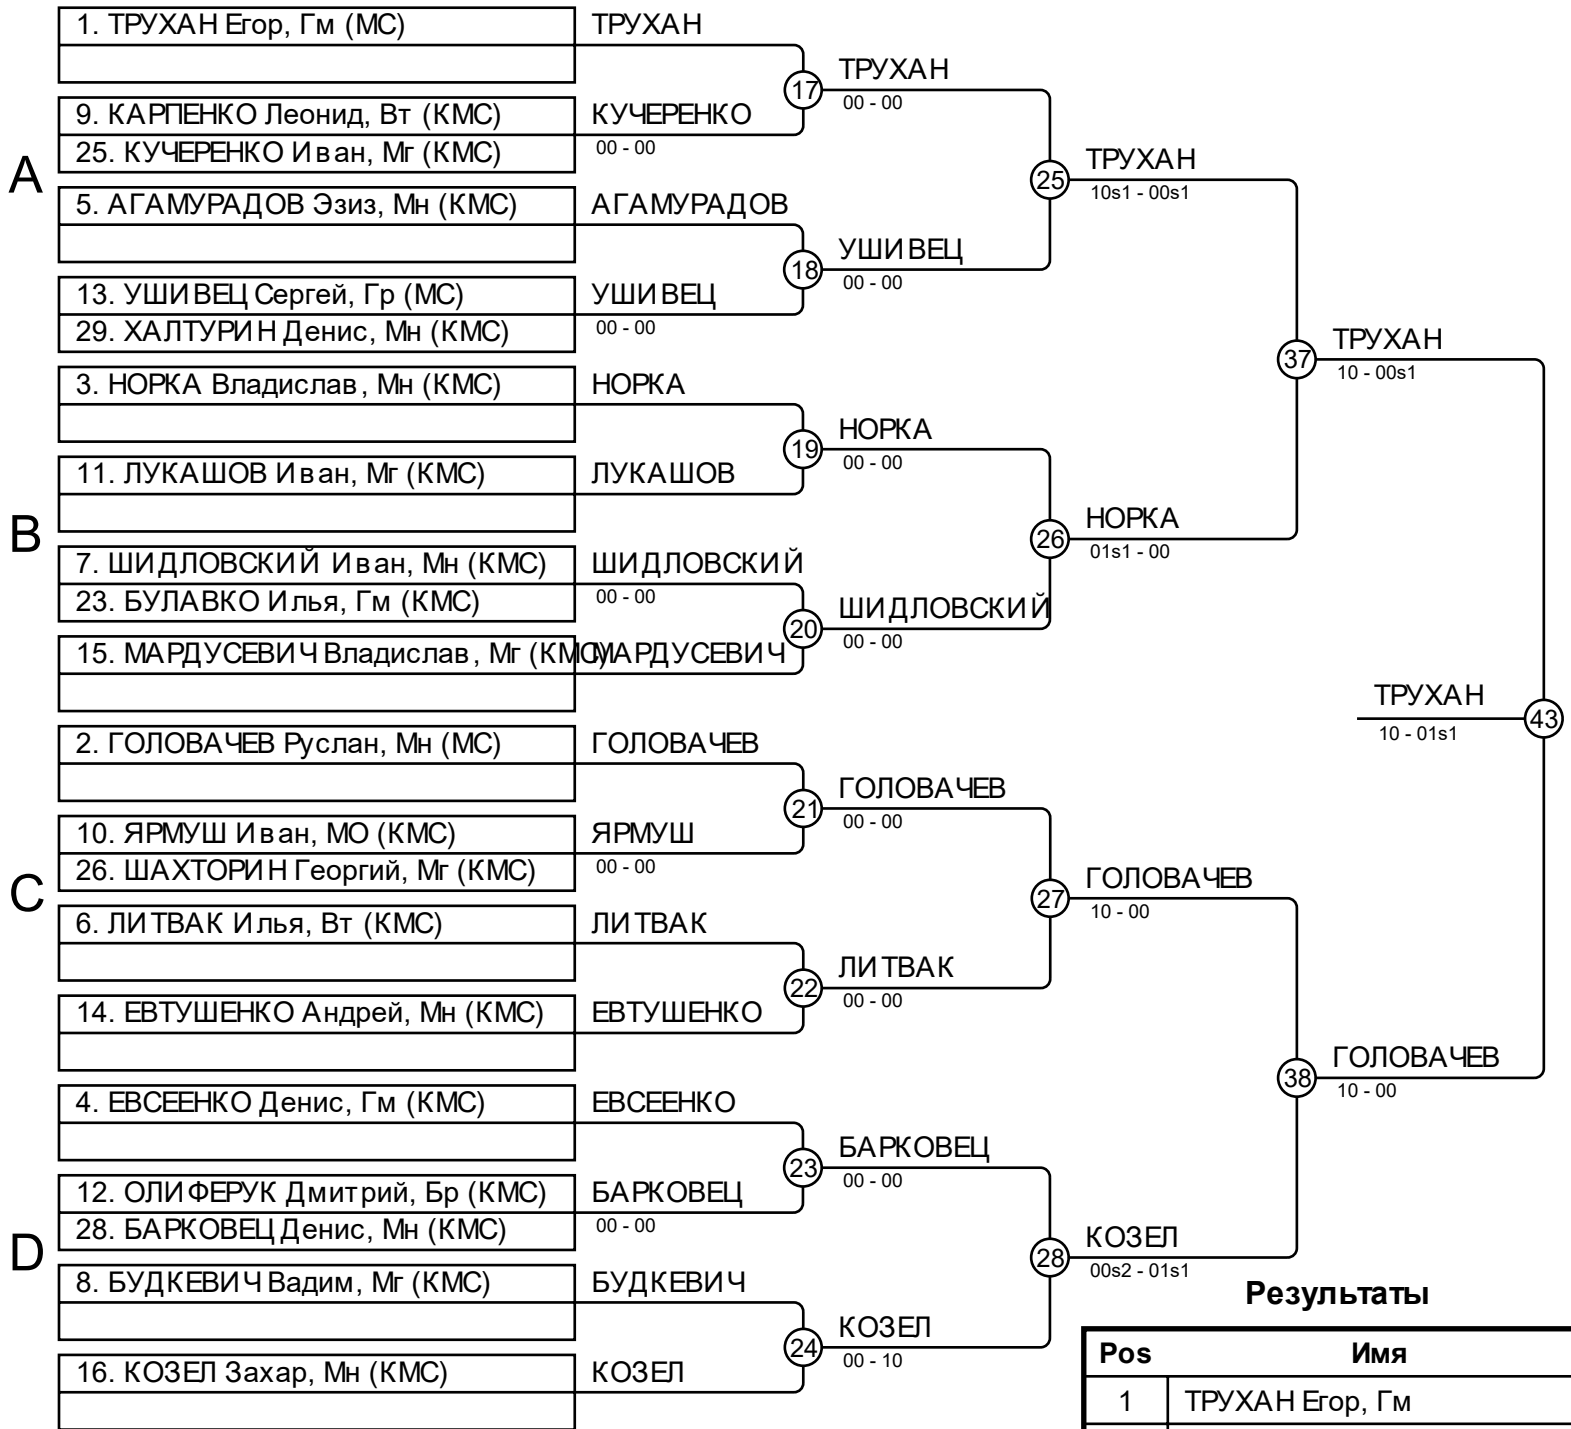 1. ТРУХАН Егор, Гм (МС)
ТРУХАН
17
ТРУХАН
00 - 00
9. КАРПЕНКО Леонид, Вт (КМС)
КУЧЕРЕНКО
25. КУЧЕРЕНКО Иван, Мг (КМС)
00 - 00
A
25
ТРУХАН
10s1 - 00s1
5. АГАМУРАДОВ Эзиз, Мн (КМС)
АГАМУРАДОВ
18
УШИВЕЦ
00 - 00
13. УШИВЕЦ Сергей, Гр (МС)
УШИВЕЦ
29. ХАЛТУРИН Денис, Мн (КМС)
00 - 00
37
ТРУХАН
10 - 00s1
3. НОРКА Владислав, Мн (КМС)
НОРКА
19
НОРКА
00 - 00
11. ЛУКАШОВ Иван, Мг (КМС)
ЛУКАШОВ
B
26
НОРКА
01s1 - 00
7. ШИДЛОВСКИЙ Иван, Мн (КМС)
ШИДЛОВСКИЙ
23. БУЛАВКО Илья, Гм (КМС)
00 - 00
20
ШИДЛОВСКИЙ
00 - 00
15. МАРДУСЕВИЧ Владислав, Мг (КМС)
МАРДУСЕВИЧ
ТРУХАН
43
10 - 01s1
2. ГОЛОВАЧЕВ Руслан, Мн (МС)
ГОЛОВАЧЕВ
21
ГОЛОВАЧЕВ
00 - 00
10. ЯРМУШ Иван, МО (КМС)
ЯРМУШ
26. ШАХТОРИН Георгий, Мг (КМС)
00 - 00
C
27
ГОЛОВАЧЕВ
10 - 00
6. ЛИТВАК Илья, Вт (КМС)
ЛИТВАК
22
ЛИТВАК
00 - 00
14. ЕВТУШЕНКО Андрей, Мн (КМС)
ЕВТУШЕНКО
38
ГОЛОВАЧЕВ
10 - 00
4. ЕВСЕЕНКО Денис, Гм (КМС)
ЕВСЕЕНКО
23
БАРКОВЕЦ
00 - 00
12. ОЛИФЕРУК Дмитрий, Бр (КМС)
БАРКОВЕЦ
28. БАРКОВЕЦ Денис, Мн (КМС)
00 - 00
D
28
КОЗЕЛ
00s2 - 01s1
8. БУДКЕВИЧ Вадим, Мг (КМС)
БУДКЕВИЧ
24
КОЗЕЛ
00 - 10
16. КОЗЕЛ Захар, Мн (КМС)
КОЗЕЛ
Результаты
Pos Имя
1 ТРУХАН Егор, Гм